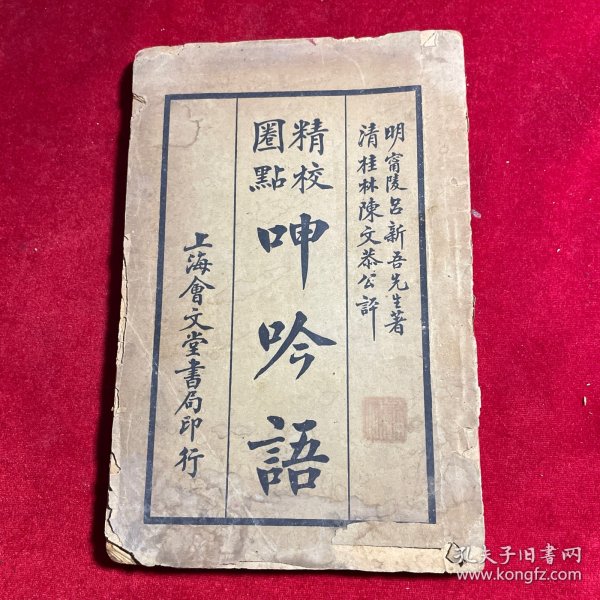 明甯陵呂新吾先生著
清桂林陳文恭公評
精校
圈點
呻吟語
上海會文堂書局印行
孔夫子旧书网
www.kongfz.com